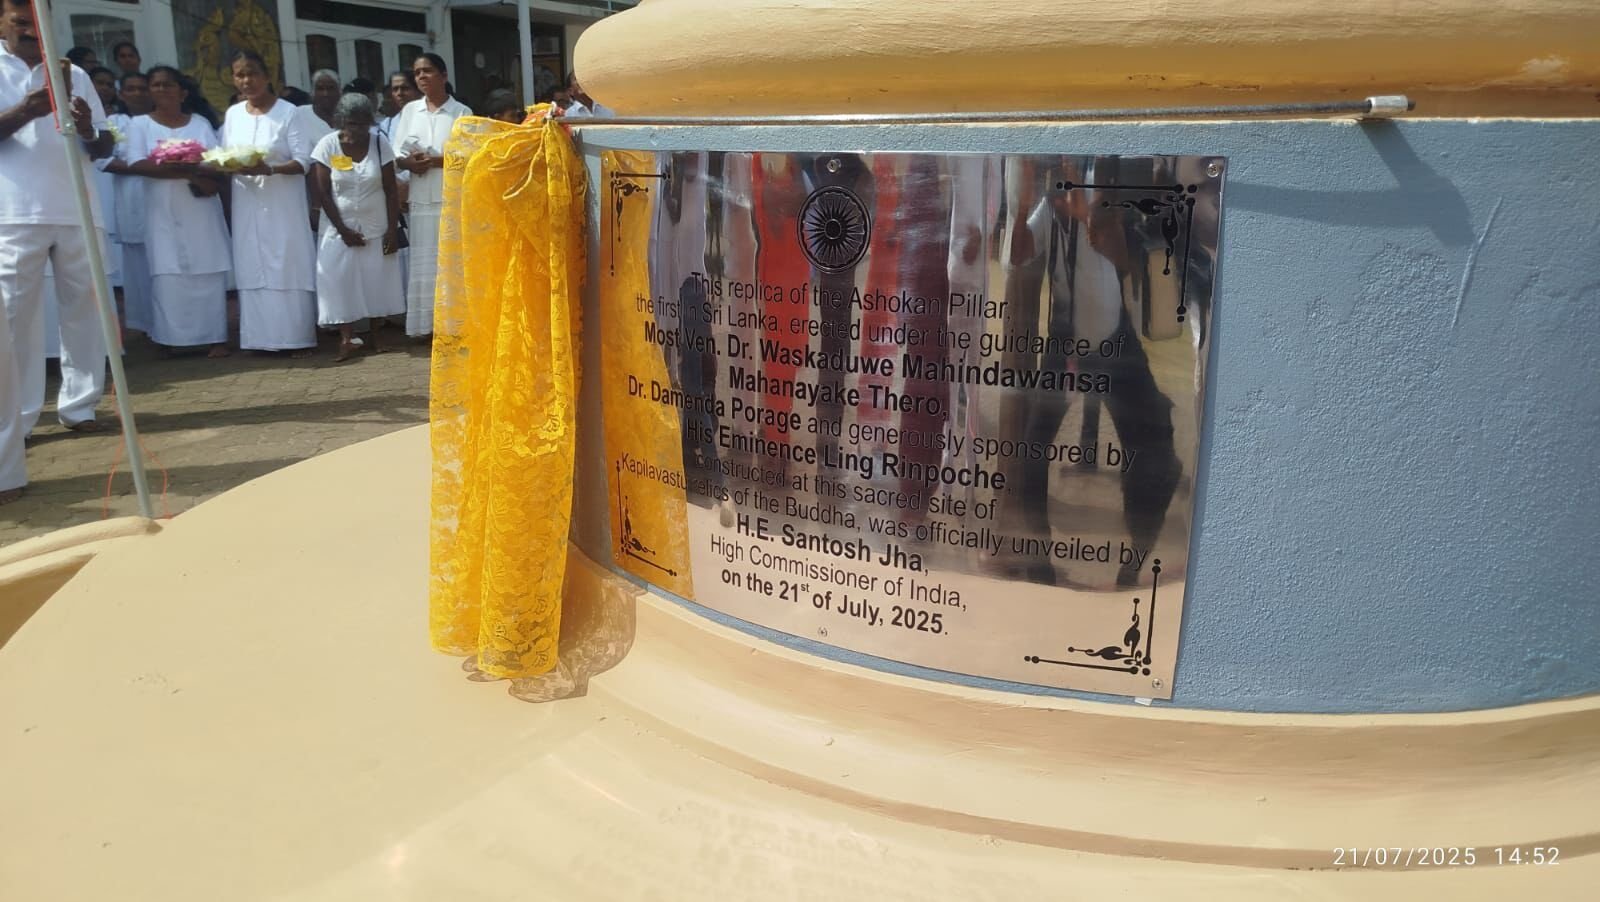 This replica of the Ashokan Pillar,
the first in Sri Lanka, erected under the guidance of
Most Ven. Dr. Waskaduwe Mahindawansa
Mahanayake Thero,
Dr. Damenda Porage and generously sponsored by
His Eminence Ling Rinpoche,
constructed at this sacred site of
Kapilavastu relics of the Buddha, was officially unveiled by
H.E. Santosh Jha,
High Commissioner of India,
on the 21st of July, 2025.
21/07/2025 14:52